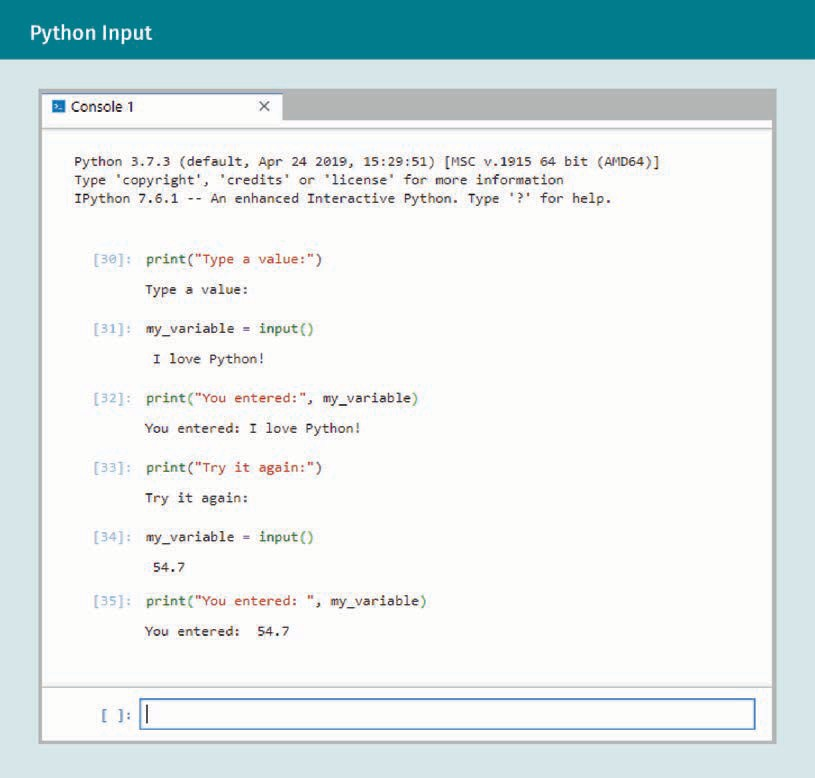 Python Input
Console 1
Python 3.7.3 (default, Apr 24 2019, 15:29:51) [MSC v.1915 64 bit (AMD64)]
Type 'copyright', 'credits' or 'license' for more information
IPython 7.6.1 -- An enhanced Interactive Python. Type '?' for help.
[30]: print("Type a value:")
Type a value:
[31]: my_variable = input()
I love Python!
[32]: print("You entered:", my_variable)
You entered: I love Python!
[33]: print("Try it again:")
Try it again:
[34]: my_variable = input()
54.7
[35]: print("You entered: ", my_variable)
You entered:  54.7
[ ]: